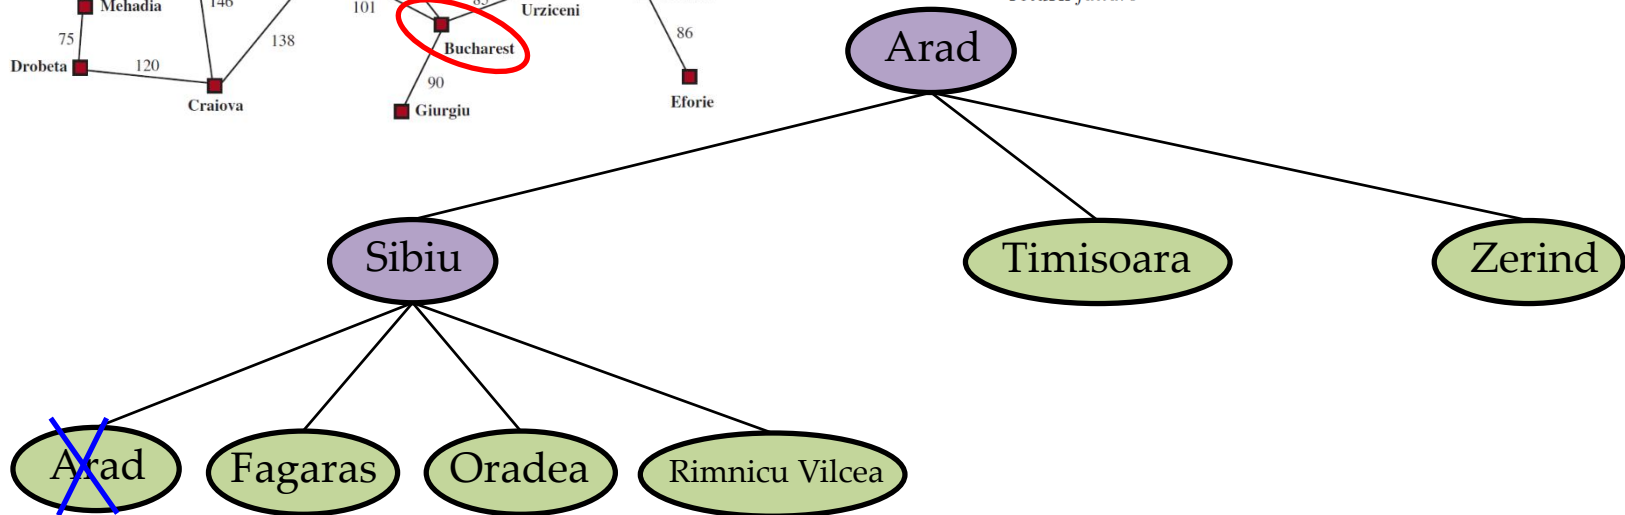 Mehadia
146
101
85
Urziceni
75
138
Bucharest
86
Drobeta
120
90
Craiova
Giurgiu
Eforie
Arad
Sibiu
Timisoara
Zerind
Arad
Fagaras
Oradea
Rimnicu Vilcea